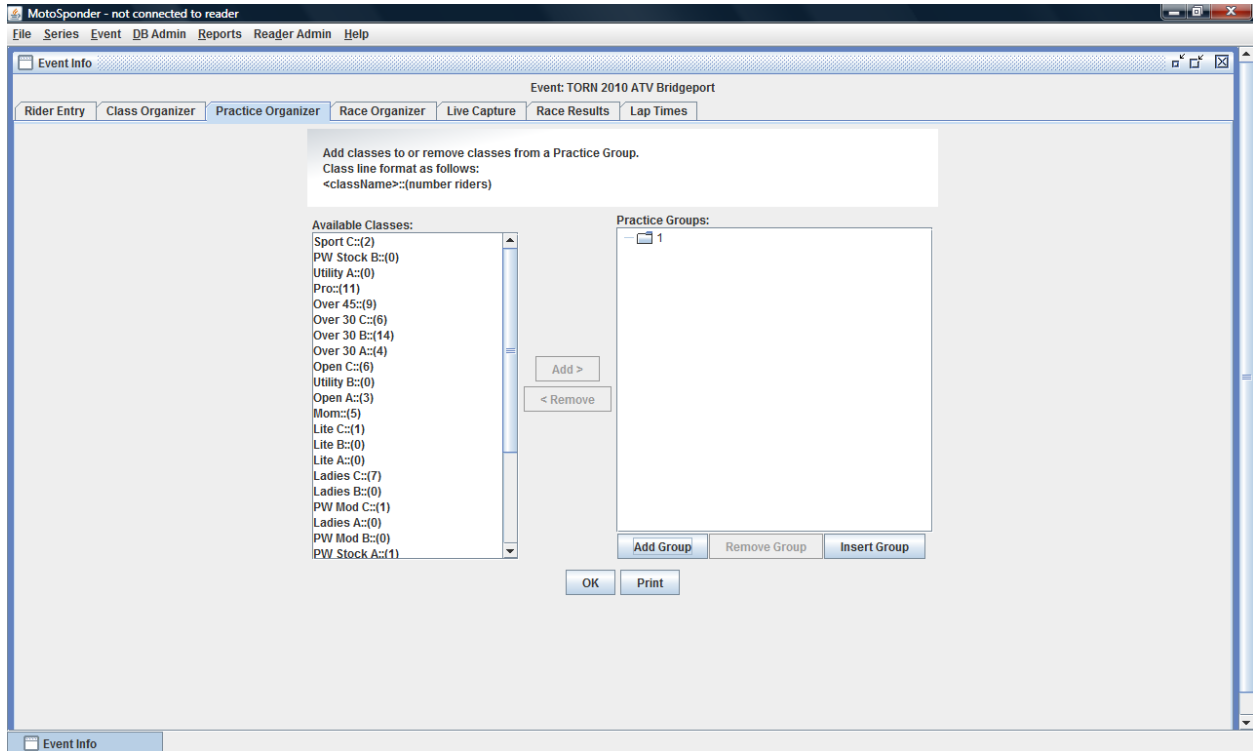 MotoSponder - not connected to reader
File Series Event DB Admin Reports Reader Admin Help
Event Info
Event: TORN 2010 ATV Bridgeport
Rider Entry Class Organizer Practice Organizer Race Organizer Live Capture Race Results Lap Times
Add classes to or remove classes from a Practice Group.
Class line format as follows:
<className>::(number riders)
Available Classes:
Sport C::(2)
PW Stock B::(0)
Utility A::(0)
Pro::(11)
Over 45::(9)
Over 30 C::(6)
Over 30 B::(14)
Over 30 A::(4)
Open C::(6)
Utility B::(0)
Open A::(3)
Mom::(5)
Lite C::(1)
Lite B::(0)
Lite A::(0)
Ladies C::(7)
Ladies B::(0)
PW Mod C::(1)
Ladies A::(0)
PW Mod B::(0)
PW Stock A::(1)
Add >
< Remove
Practice Groups:
1
Add Group Remove Group Insert Group
OK Print
Event Info